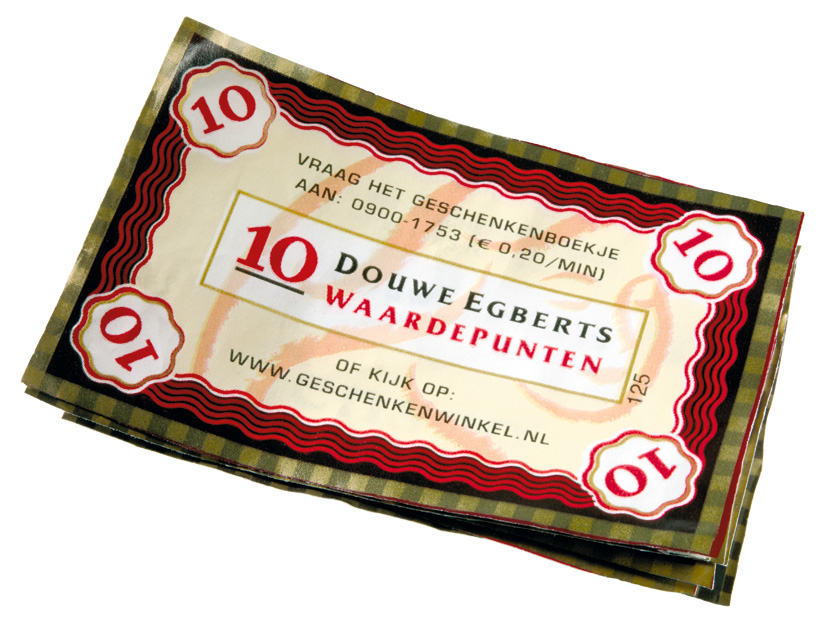 10
10
VRAAG HET GESCHENKENBOEKJE
AAN: 0900-1753 (€ 0,20/MIN)
10 DOUWE EGBERTS
WAARDEPUNTEN
125
OF KIJK OP:
WWW.GESCHENKENWINKEL.NL
10
10